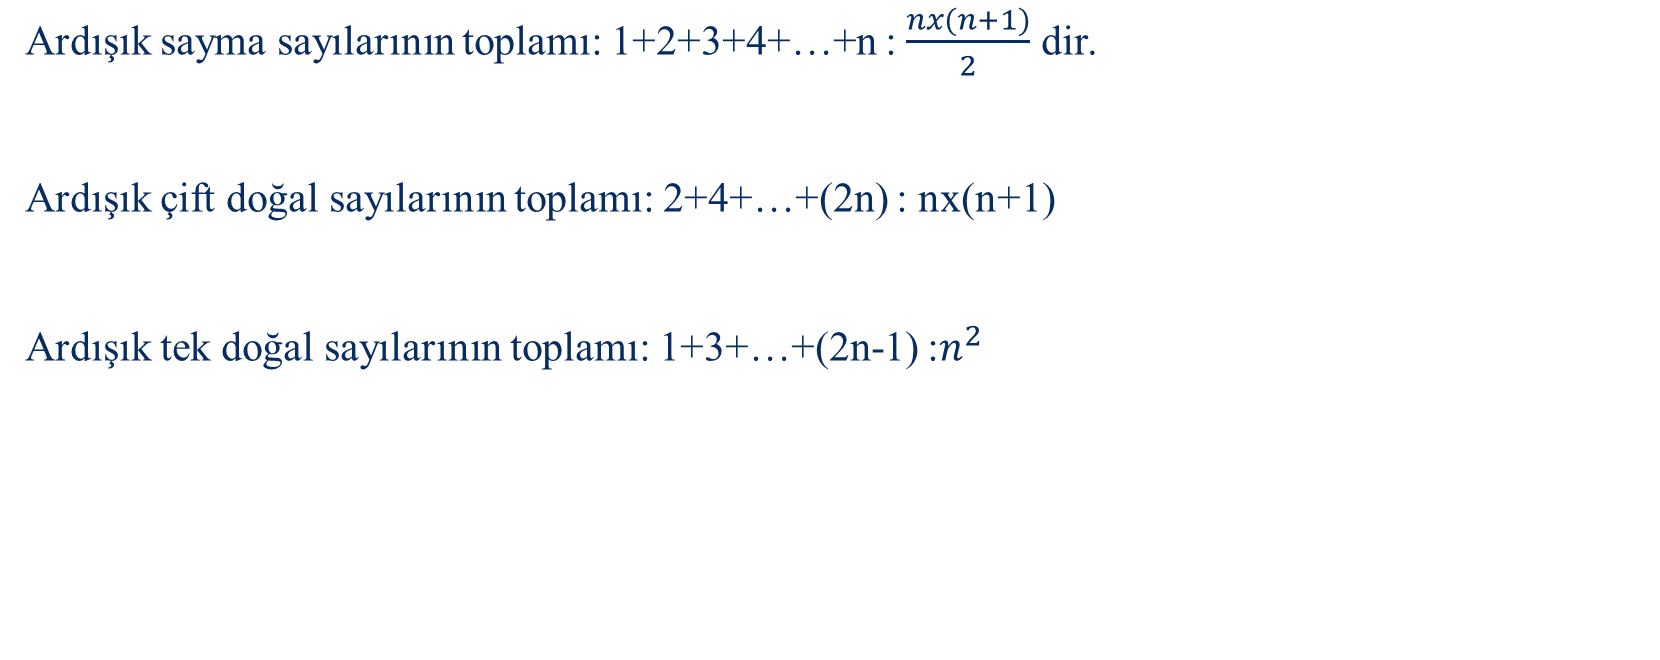 Ardışık sayma sayılarının toplamı: 1+2+3+4+…+n : \frac{nx(n+1)}{2} dir.
Ardışık çift doğal sayılarının toplamı: 2+4+…+(2n) : nx(n+1)
Ardışık tek doğal sayılarının toplamı: 1+3+…+(2n-1) :n²